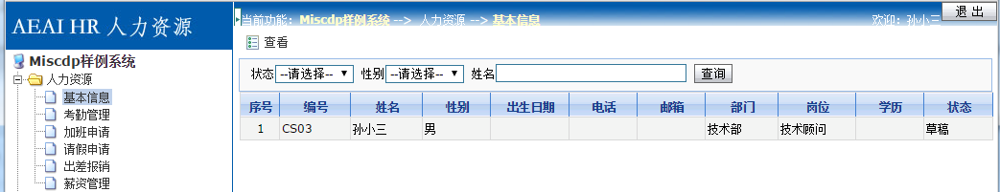 AEAI HR 人力资源
Miscdp样例系统
人力资源
基本信息
考勤管理
加班申请
请假申请
出差报销
薪资管理
当前功能：Miscdp样例系统 --> 人力资源 --> 基本信息
欢迎：孙小三
退 出
查看
状态 --请选择-- 性别 --请选择-- 姓名 查询
序号 编号 姓名 性别 出生日期 电话 邮箱 部门 岗位 学历 状态
1 CS03 孙小三 男 技术部 技术顾问 草稿